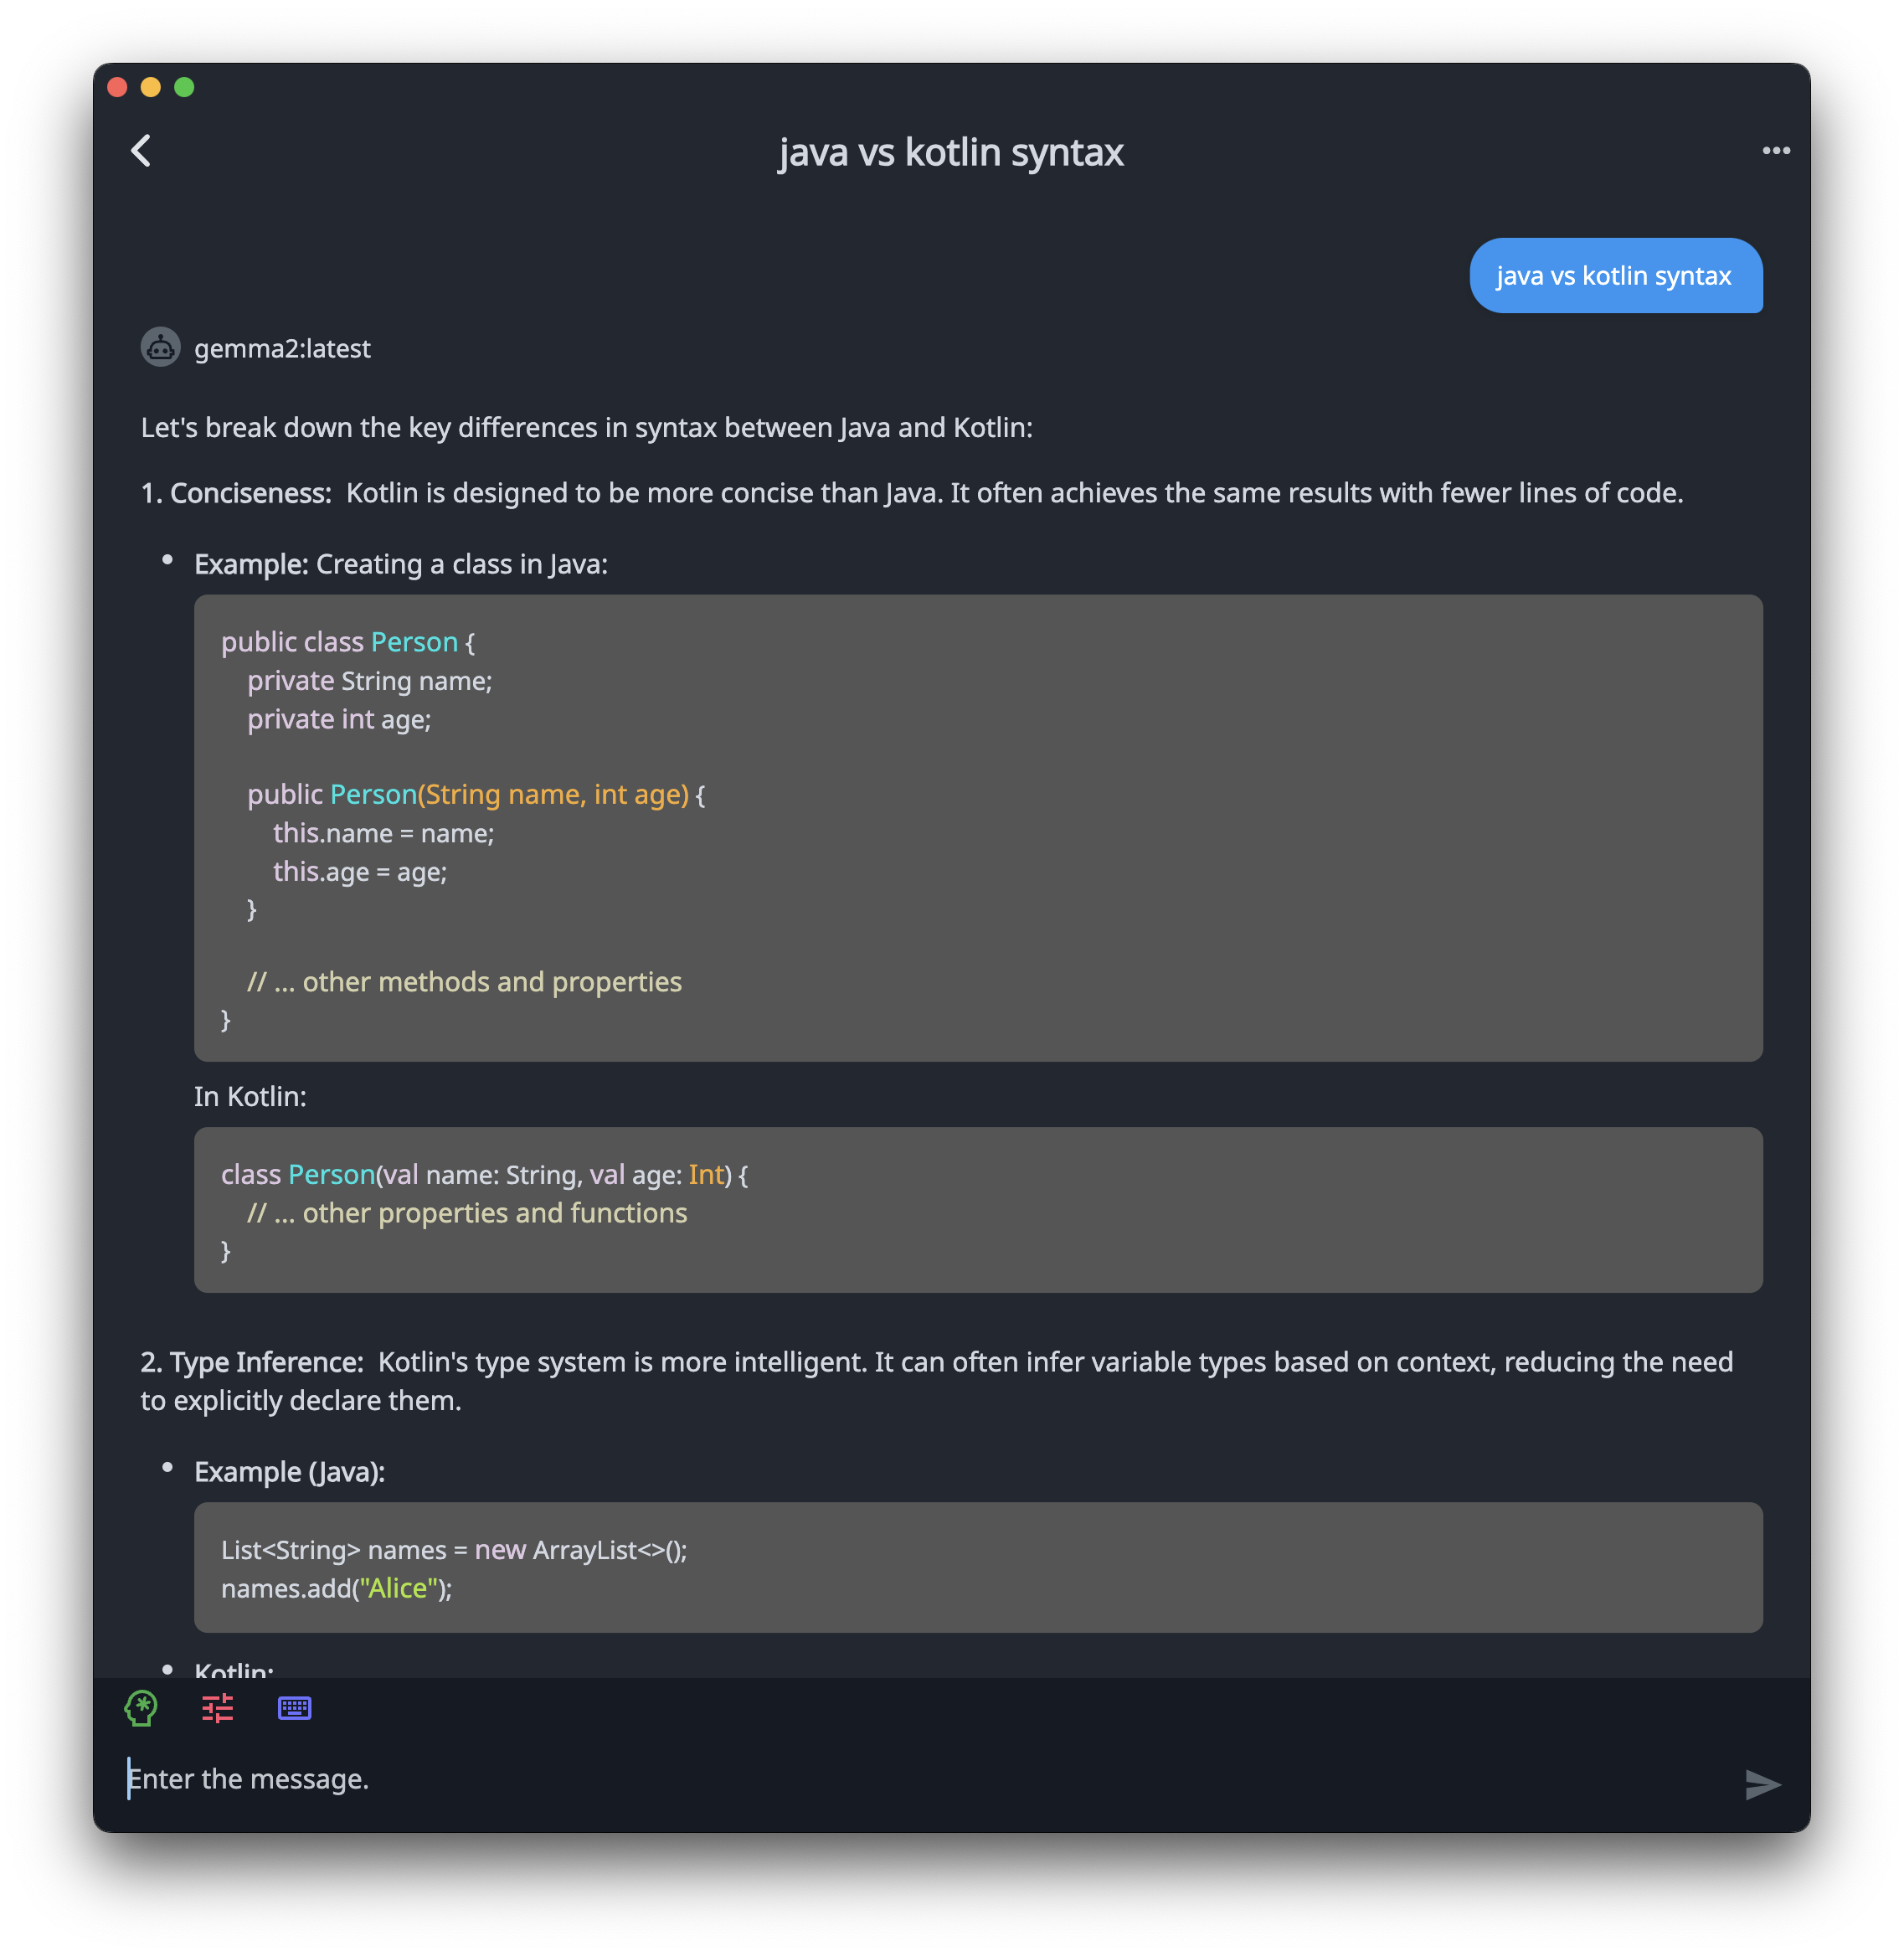 java vs kotlin syntax
java vs kotlin syntax
gemma2:latest
Let's break down the key differences in syntax between Java and Kotlin:
1. Conciseness: Kotlin is designed to be more concise than Java. It often achieves the same results with fewer lines of code.
• Example: Creating a class in Java:
public class Person {
    private String name;
    private int age;
    public Person(String name, int age) {
        this.name = name;
        this.age = age;
    }
    // ... other methods and properties
}
In Kotlin:
class Person(val name: String, val age: Int) {
    // ... other properties and functions
}
2. Type Inference: Kotlin's type system is more intelligent. It can often infer variable types based on context, reducing the need
to explicitly declare them.
• Example (Java):
List<String> names = new ArrayList<>();
names.add("Alice");
• Kotlin:
Enter the message.